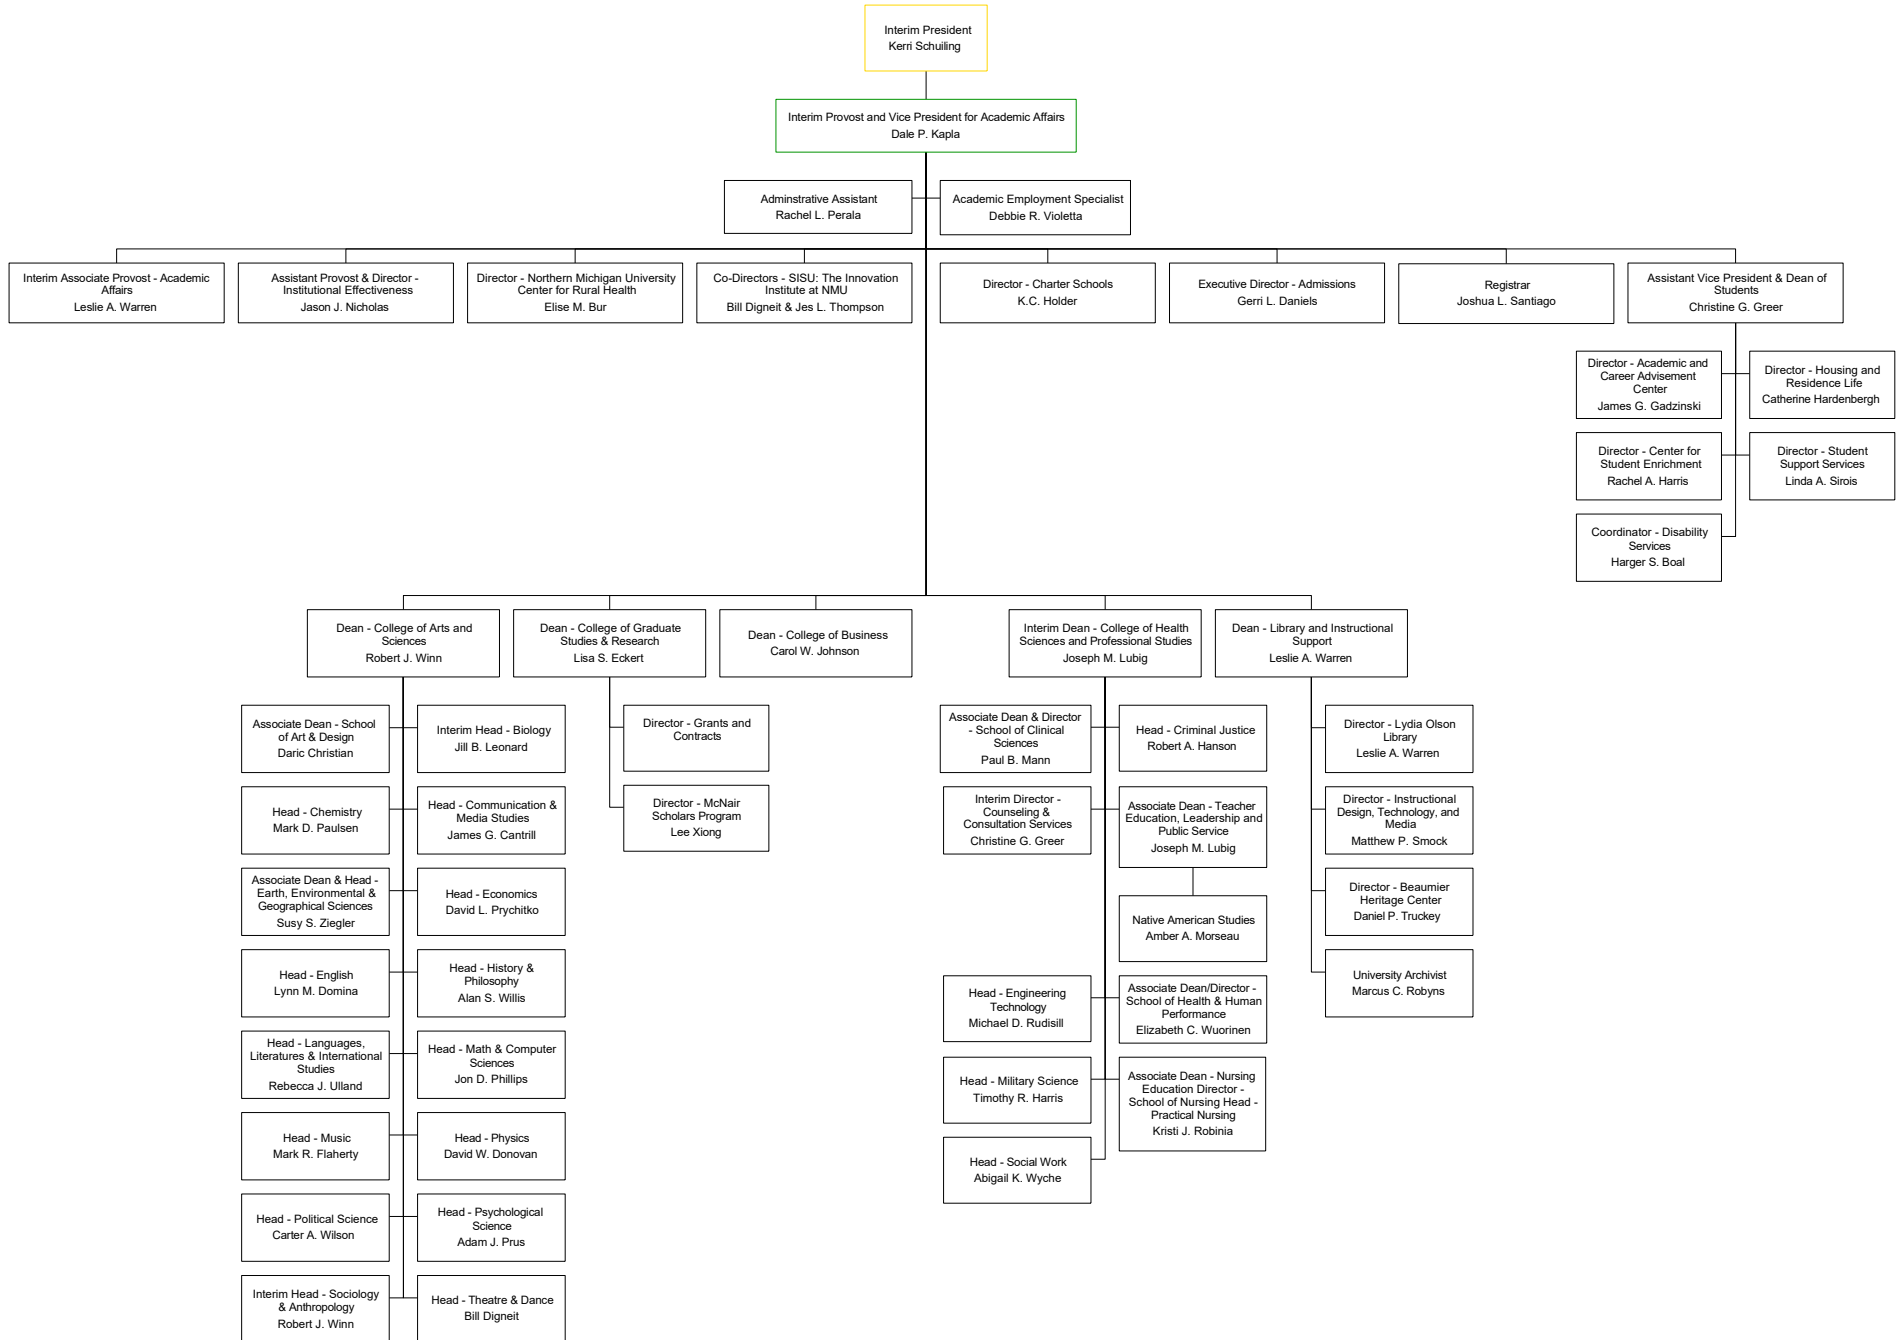 Interim President
Kerri Schuiling
Interim Provost and Vice President for Academic Affairs
Dale P. Kapla
Adminstrative Assistant
Rachel L. Perala
Academic Employment Specialist
Debbie R. Violetta
Interim Associate Provost - Academic
Affairs
Leslie A. Warren
Assistant Provost & Director -
Institutional Effectiveness
Jason J. Nicholas
Director - Northern Michigan University
Center for Rural Health
Elise M. Bur
Co-Directors - SISU: The Innovation
Institute at NMU
Bill Digneit & Jes L. Thompson
Director - Charter Schools
K.C. Holder
Executive Director - Admissions
Gerri L. Daniels
Registrar
Joshua L. Santiago
Assistant Vice President & Dean of
Students
Christine G. Greer
Director - Academic and
Career Advisement
Center
James G. Gadzinski
Director - Housing and
Residence Life
Catherine Hardenbergh
Director - Center for
Student Enrichment
Rachel A. Harris
Director - Student
Support Services
Linda A. Sirois
Coordinator - Disability
Services
Harger S. Boal
Dean - College of Arts and
Sciences
Robert J. Winn
Dean - College of Graduate
Studies & Research
Lisa S. Eckert
Dean - College of Business
Carol W. Johnson
Interim Dean - College of Health
Sciences and Professional Studies
Joseph M. Lubig
Dean - Library and Instructional
Support
Leslie A. Warren
Associate Dean - School
of Art & Design
Daric Christian
Interim Head - Biology
Jill B. Leonard
Head - Chemistry
Mark D. Paulsen
Head - Communication &
Media Studies
James G. Cantrill
Associate Dean & Head -
Earth, Environmental &
Geographical Sciences
Susy S. Ziegler
Head - Economics
David L. Prychitko
Head - English
Lynn M. Domina
Head - History &
Philosophy
Alan S. Willis
Head - Languages,
Literatures & International
Studies
Rebecca J. Ulland
Head - Math & Computer
Sciences
Jon D. Phillips
Head - Music
Mark R. Flaherty
Head - Physics
David W. Donovan
Head - Political Science
Carter A. Wilson
Head - Psychological
Science
Adam J. Prus
Interim Head - Sociology
& Anthropology
Robert J. Winn
Head - Theatre & Dance
Bill Digneit
Director - Grants and
Contracts
Director - McNair
Scholars Program
Lee Xiong
Associate Dean & Director
- School of Clinical
Sciences
Paul B. Mann
Head - Criminal Justice
Robert A. Hanson
Interim Director -
Counseling &
Consultation Services
Christine G. Greer
Associate Dean - Teacher
Education, Leadership and
Public Service
Joseph M. Lubig
Native American Studies
Amber A. Morseau
Head - Engineering
Technology
Michael D. Rudisill
Associate Dean/Director -
School of Health & Human
Performance
Elizabeth C. Wuorinen
Head - Military Science
Timothy R. Harris
Associate Dean - Nursing
Education Director -
School of Nursing Head -
Practical Nursing
Kristi J. Robinia
Head - Social Work
Abigail K. Wyche
Director - Lydia Olson
Library
Leslie A. Warren
Director - Instructional
Design, Technology, and
Media
Matthew P. Smock
Director - Beaumier
Heritage Center
Daniel P. Truckey
University Archivist
Marcus C. Robyns